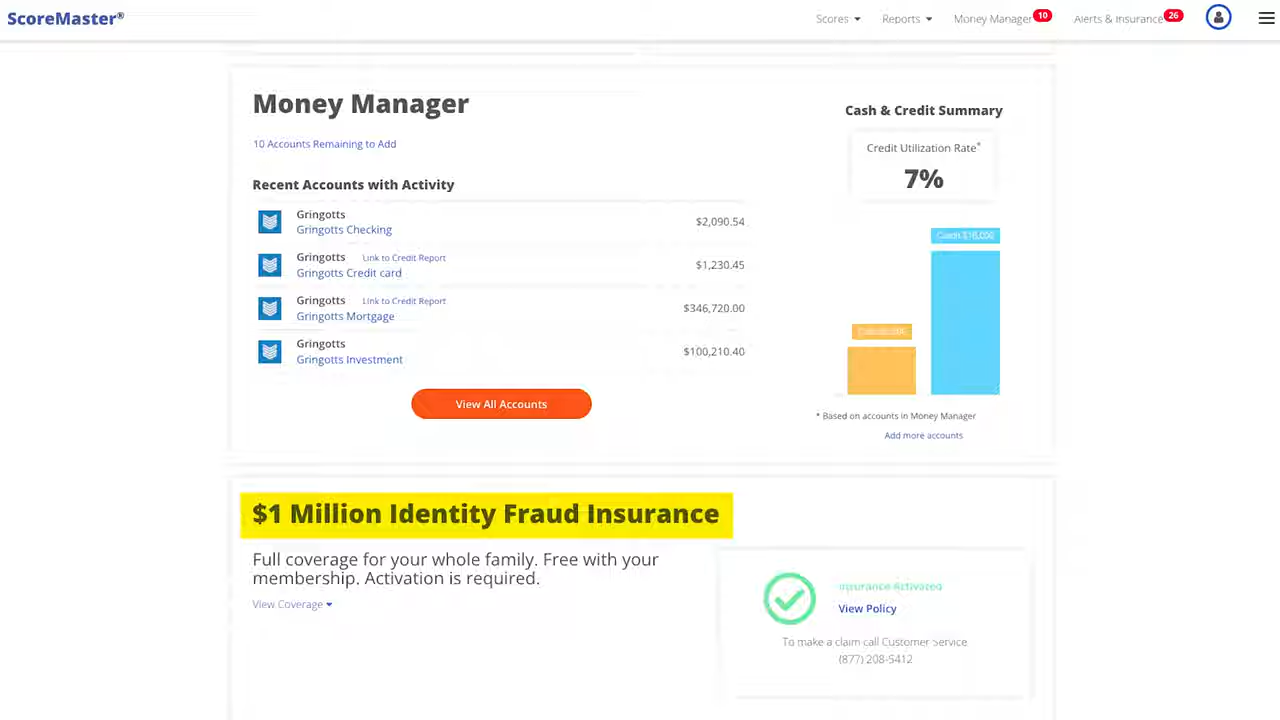 ScoreMaster®
Scores Reports Money Manager 10 Alerts & Insurance 26
Money Manager
10 Accounts Remaining to Add
Recent Accounts with Activity
Gringotts
Gringotts Checking
$2,090.54
Gringotts Link to Credit Report
Gringotts Credit card
$1,230.45
Gringotts Link to Credit Report
Gringotts Mortgage
$346,720.00
Gringotts
Gringotts Investment
$100,210.40
View All Accounts
Cash & Credit Summary
Credit Utilization Rate*
7%
* Based on accounts in Money Manager
Add more accounts
$1 Million Identity Fraud Insurance
Full coverage for your whole family. Free with your
membership. Activation is required.
View Coverage
Insurance Activated
View Policy
To make a claim call Customer Service
(877) 208-5412